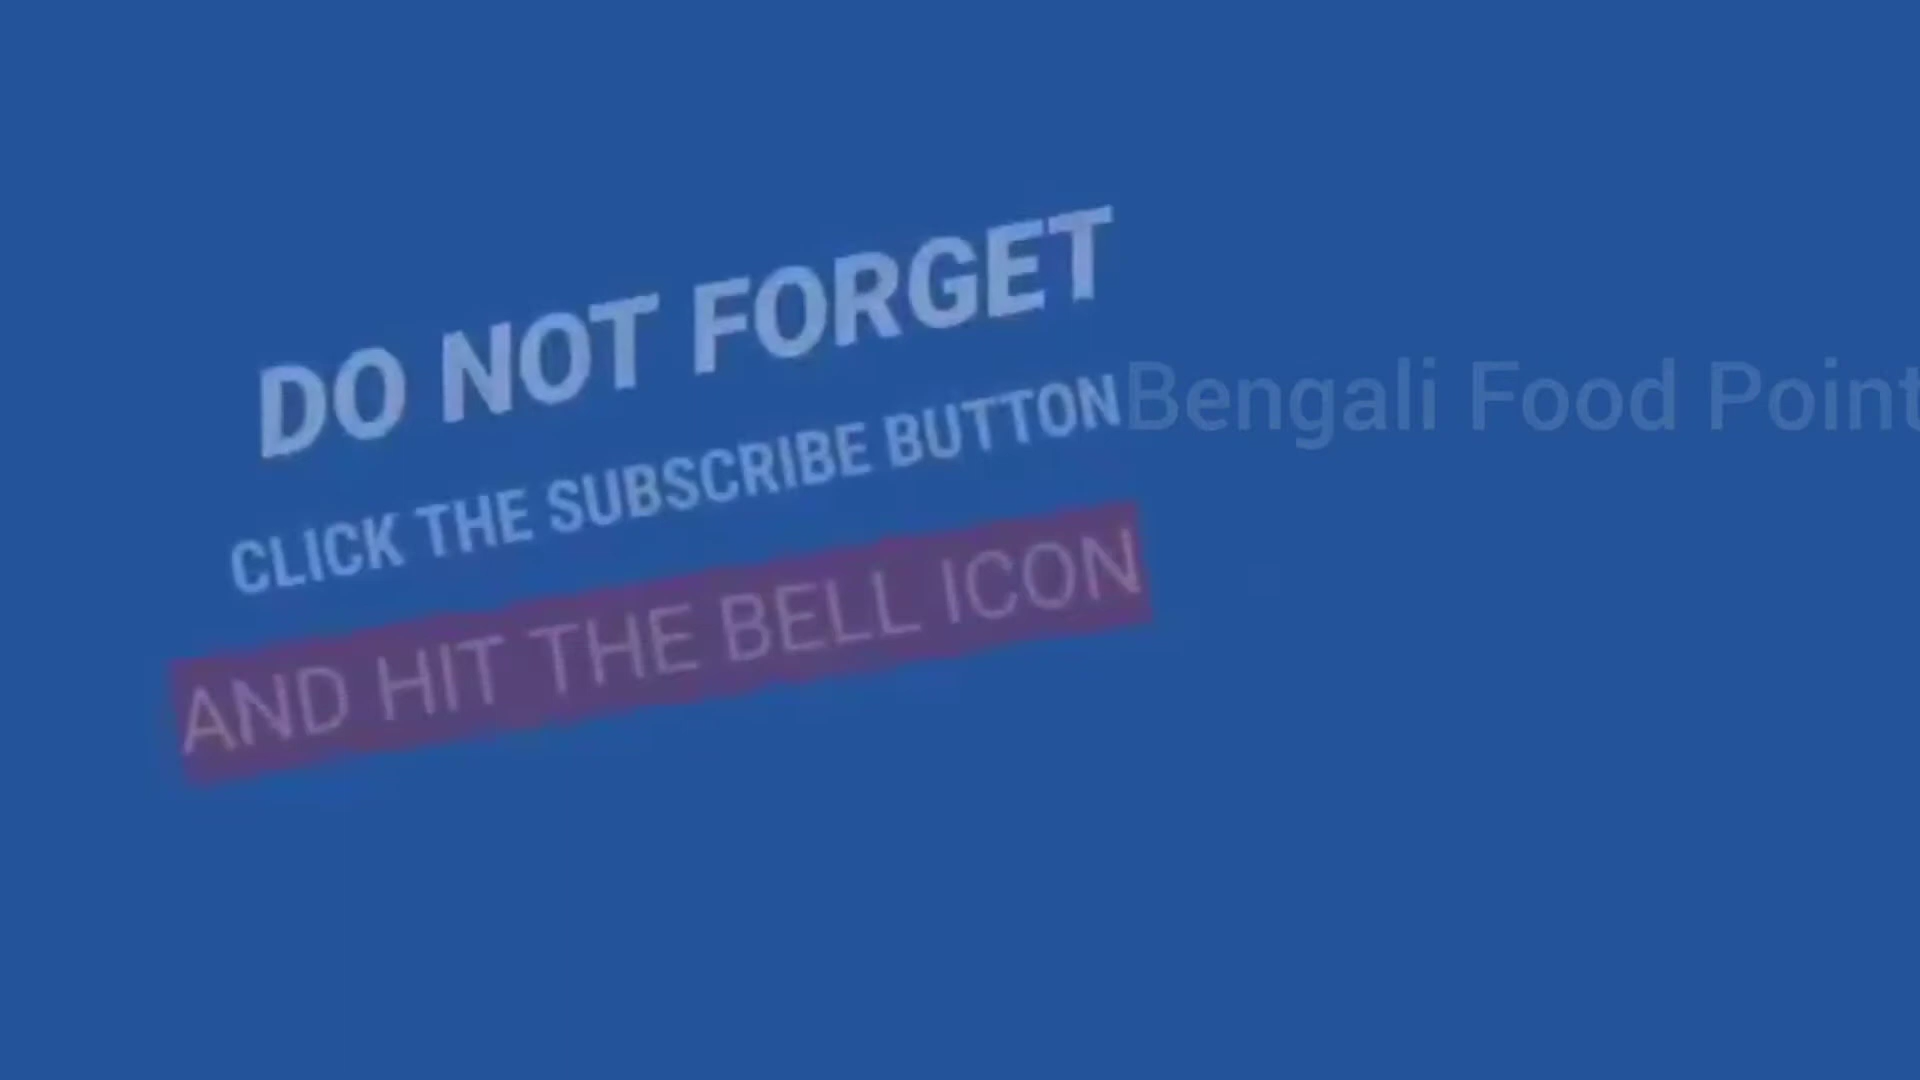 DO NOT FORGET
CLICK THE SUBSCRIBE BUTTON
AND HIT THE BELL ICON
Bengali Food Point